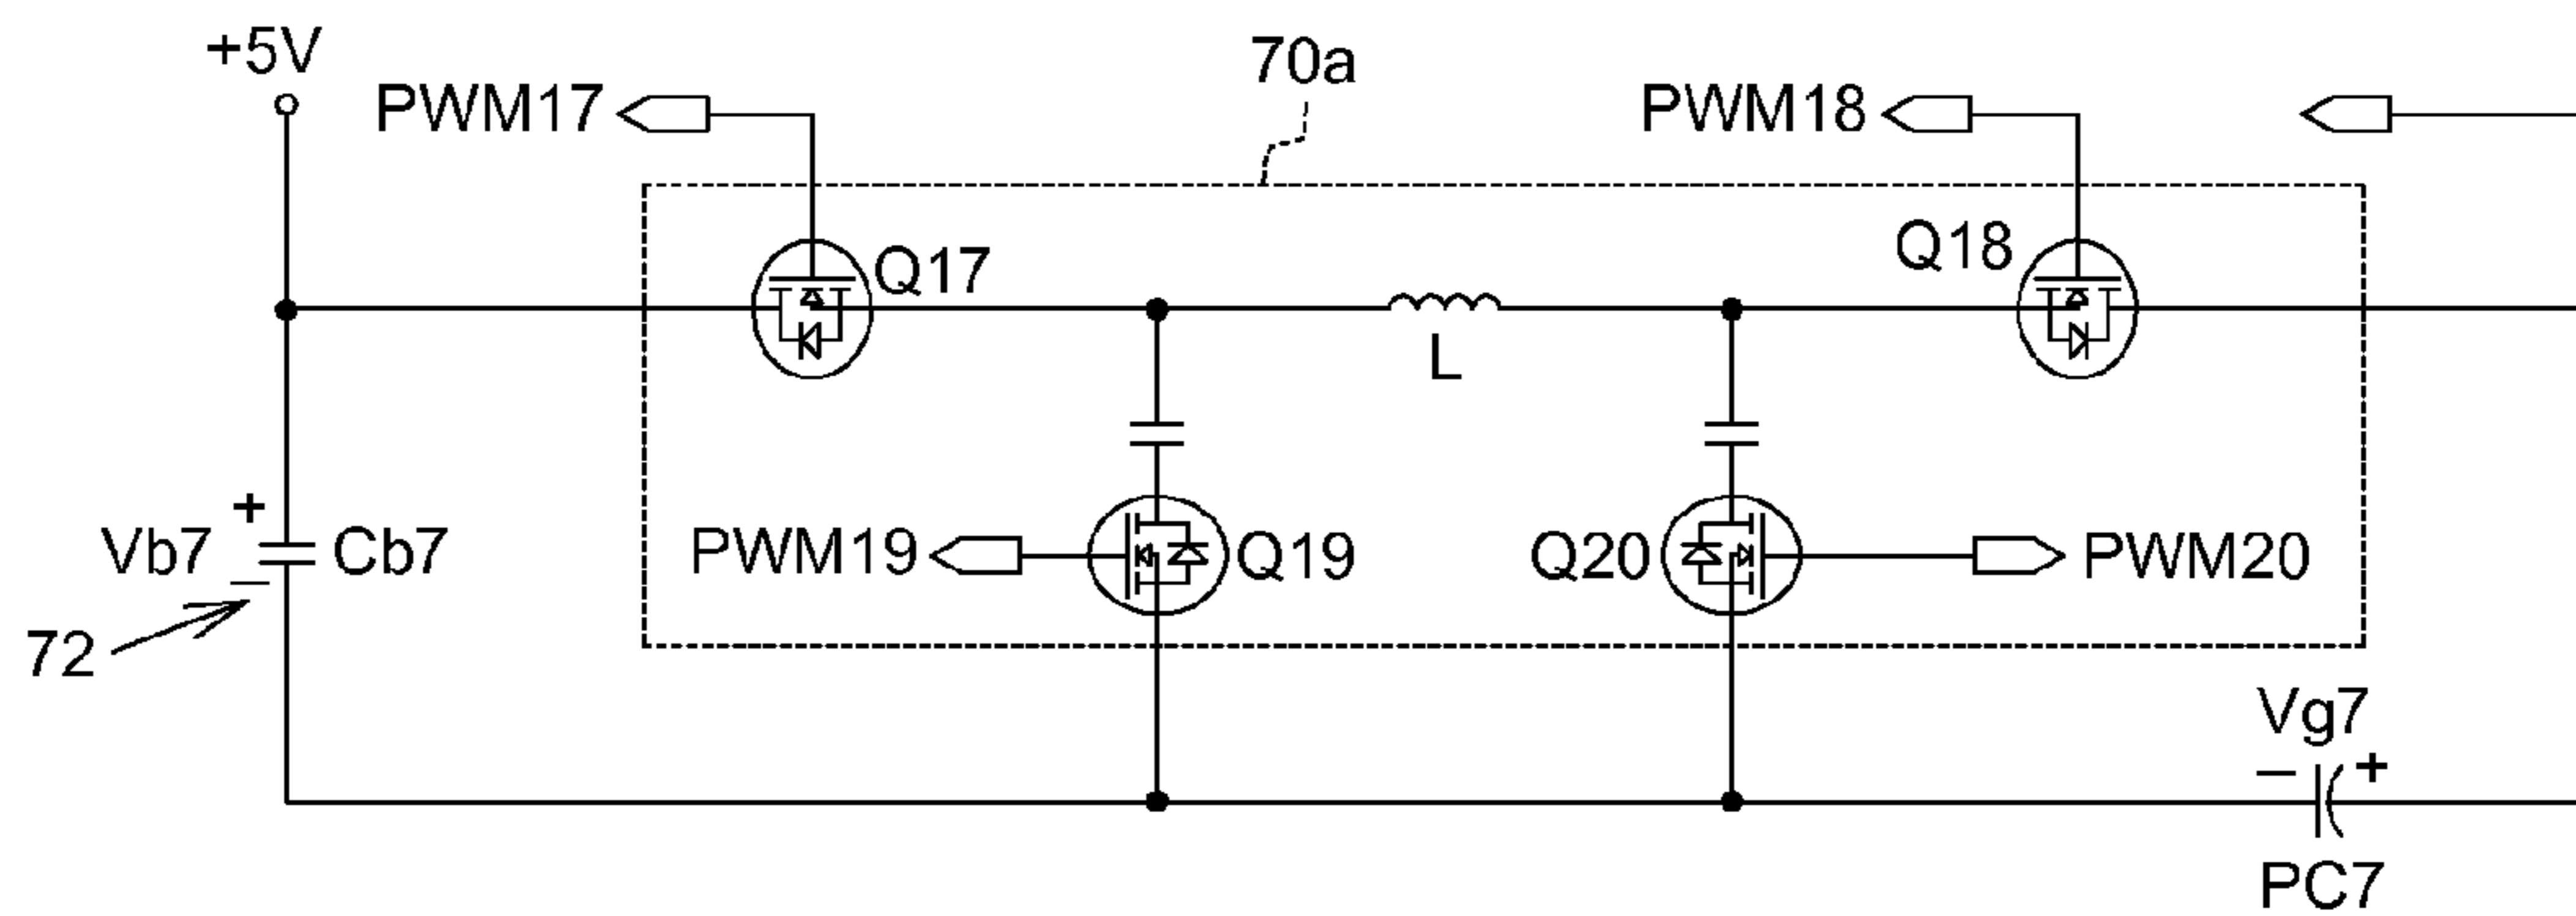 +5V
70a
PWM17
PWM18
Q17
Q18
L
+
Vb7
Cb7
−
PWM19
Q19
Q20
PWM20
72
Vg7
− +
PC7